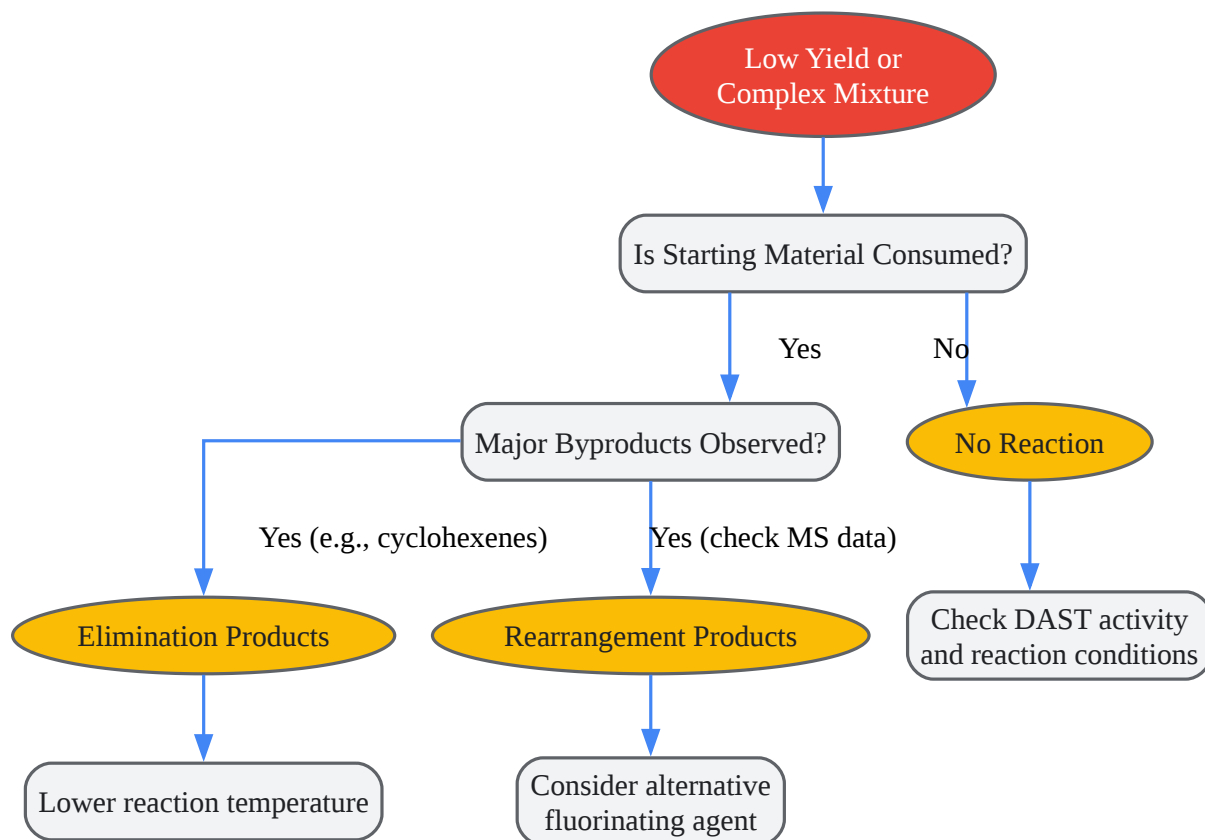 Low Yield or
Complex Mixture
Is Starting Material Consumed?
Yes
No
Major Byproducts Observed?
No Reaction
Yes (e.g., cyclohexenes)
Yes (check MS data)
Elimination Products
Rearrangement Products
Check DAST activity
and reaction conditions
Lower reaction temperature
Consider alternative
fluorinating agent